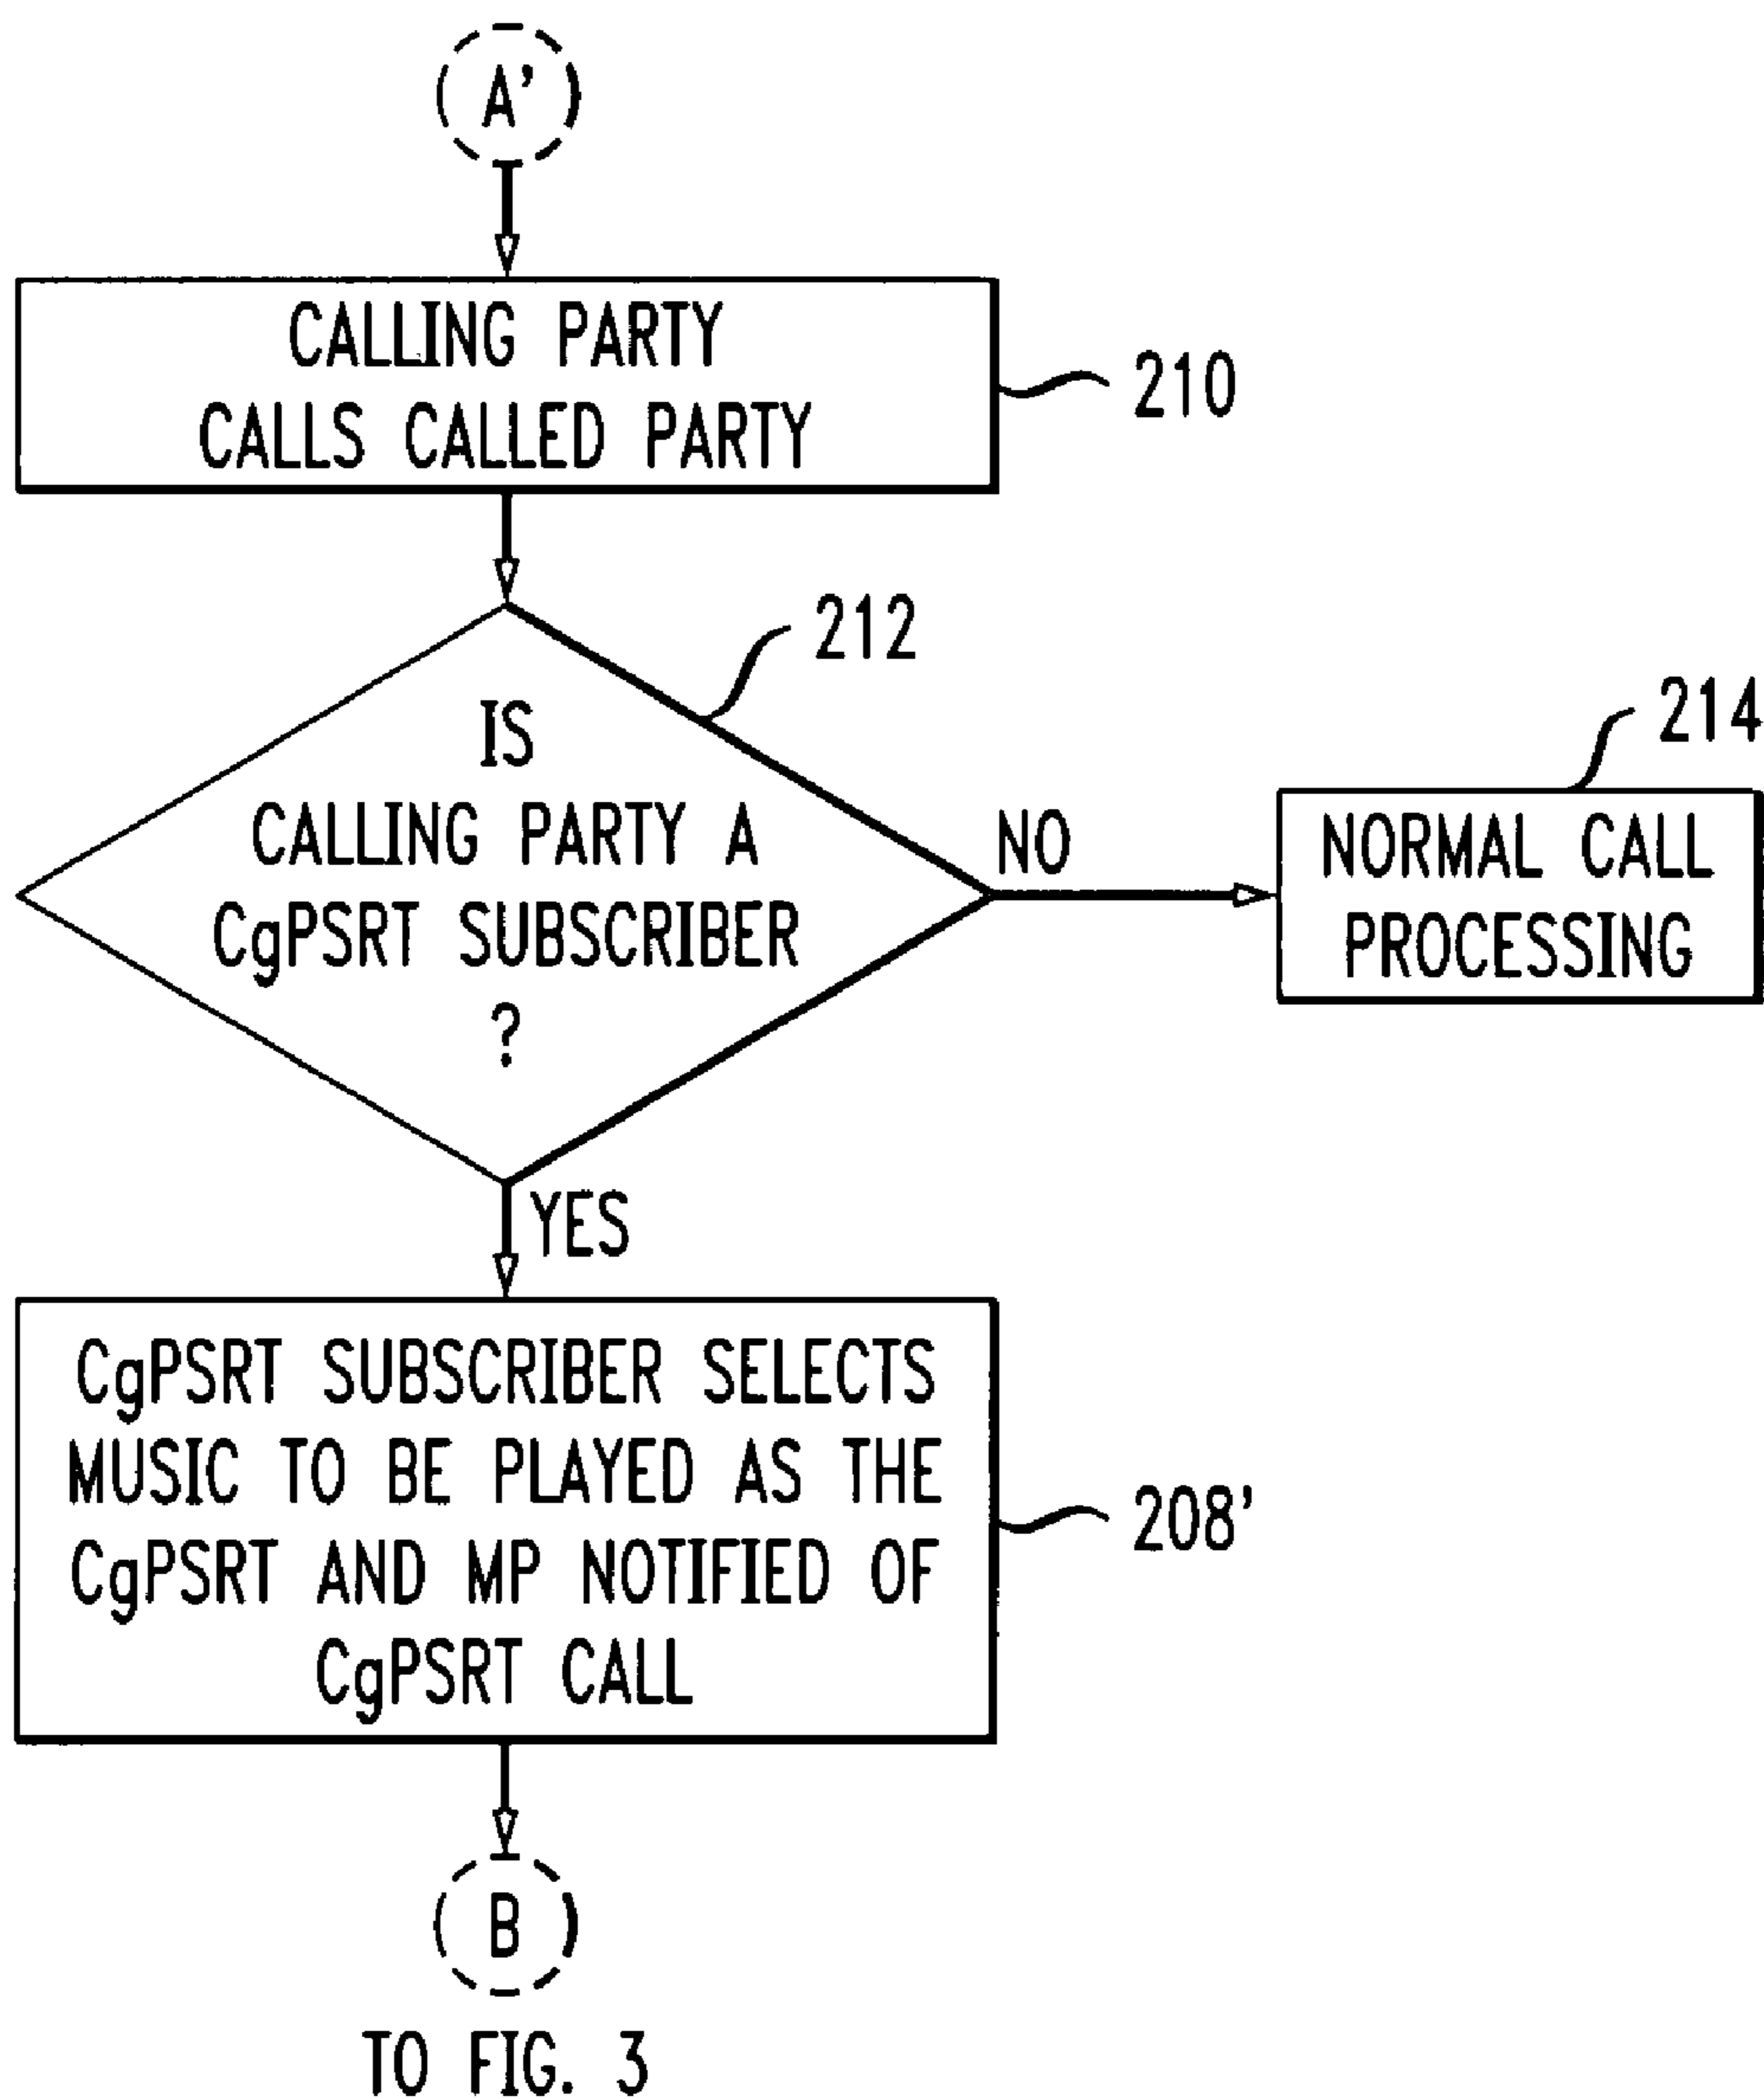 A'
CALLING PARTY
CALLS CALLED PARTY
210
212
IS
CALLING PARTY A
CgPSRT SUBSCRIBER
?
NO
214
NORMAL CALL
PROCESSING
YES
CgPSRT SUBSCRIBER SELECTS
MUSIC TO BE PLAYED AS THE
CgPSRT AND MP NOTIFIED OF
CgPSRT CALL
208'
B
TO FIG. 3